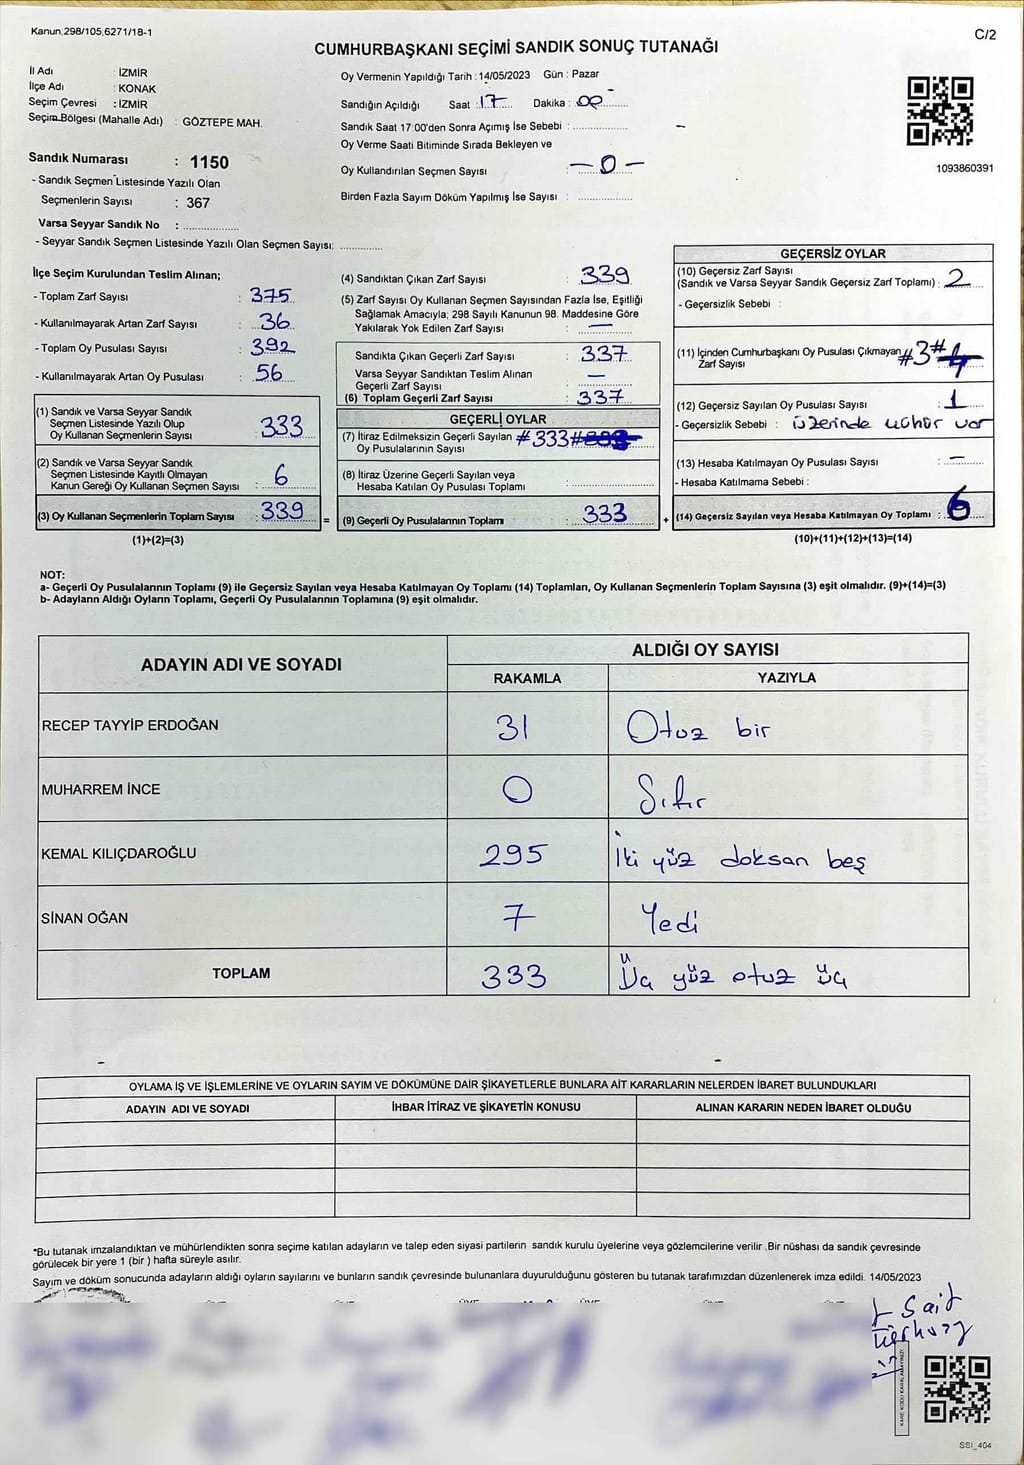 Kanun,298/105,6271/18-1
C/2
CUMHURBAŞKANI SEÇİMİ SANDIK SONUÇ TUTANAĞI
İl Adı : İZMİR
İlçe Adı : KONAK
Seçim Çevresi : İZMİR
Seçim Bölgesi (Mahalle Adı) : GÖZTEPE MAH.
Sandık Numarası : 1150
- Sandık Seçmen Listesinde Yazılı Olan
Seçmenlerin Sayısı : 367
Varsa Seyyar Sandık No : ..................
- Seyyar Sandık Seçmen Listesinde Yazılı Olan Seçmen Sayısı: .............
Oy Vermenin Yapıldığı Tarih : 14/05/2023 Gün : Pazar
Sandığın Açıldığı Saat : 17 Dakika : 00
Sandık Saat 17:00'den Sonra Açımış İse Sebebi : ................ –
Oy Verme Saati Bitiminde Sırada Bekleyen ve
Oy Kullandırılan Seçmen Sayısı : – 0 –
Birden Fazla Sayım Döküm Yapılmış İse Sayısı : ................
1093860391
İlçe Seçim Kurulundan Teslim Alınan;
- Toplam Zarf Sayısı : 375
- Kullanılmayarak Artan Zarf Sayısı : 36
- Toplam Oy Pusulası Sayısı : 392
- Kullanılmayarak Artan Oy Pusulası : 56
(1) Sandık ve Varsa Seyyar Sandık
Seçmen Listesinde Yazılı Olup
Oy Kullanan Seçmenlerin Sayısı : 333
(2) Sandık ve Varsa Seyyar Sandık
Seçmen Listesinde Kayıtlı Olmayan
Kanun Gereği Oy Kullanan Seçmen Sayısı : 6
(3) Oy Kullanan Seçmenlerin Toplam Sayısı : 339
(1)+(2)=(3)
=
(4) Sandıktan Çıkan Zarf Sayısı : 339
(5) Zarf Sayısı Oy Kullanan Seçmen Sayısından Fazla İse, Eşitliği
Sağlamak Amacıyla, 298 Sayılı Kanunun 98. Maddesine Göre
Yakılarak Yok Edilen Zarf Sayısı : —
Sandıkta Çıkan Geçerli Zarf Sayısı : 337
Varsa Seyyar Sandıktan Teslim Alınan —
Geçerli Zarf Sayısı :
(6) Toplam Geçerli Zarf Sayısı : 337
GEÇERLİ OYLAR
(7) İtiraz Edilmeksizin Geçerli Sayılan #333#
Oy Pusulalarının Sayısı
(8) İtiraz Üzerine Geçerli Sayılan veya
Hesaba Katılan Oy Pusulası Toplamı : ................
(9) Geçerli Oy Pusulalarının Toplamı : 333
+
GEÇERSİZ OYLAR
(10) Geçersiz Zarf Sayısı
(Sandık ve Varsa Seyyar Sandık Geçersiz Zarf Toplamı) : 2
- Geçersizlik Sebebi :
(11) İçinden Cumhurbaşkanı Oy Pusulası Çıkmayan #3#
Zarf Sayısı
(12) Geçersiz Sayılan Oy Pusulası Sayısı : 1
- Geçersizlik Sebebi : üzerinde mühür var
(13) Hesaba Katılmayan Oy Pusulası Sayısı : –
- Hesaba Katılmama Sebebi :
(14) Geçersiz Sayılan veya Hesaba Katılmayan Oy Toplamı : 6
(10)+(11)+(12)+(13)=(14)
NOT:
a- Geçerli Oy Pusulalarının Toplamı (9) ile Geçersiz Sayılan veya Hesaba Katılmayan Oy Toplamı (14) Toplamları, Oy Kullanan Seçmenlerin Toplam Sayısına (3) eşit olmalıdır. (9)+(14)=(3)
b- Adayların Aldığı Oyların Toplamı, Geçerli Oy Pusulalarının Toplamına (9) eşit olmalıdır.
ADAYIN ADI VE SOYADI
ALDIĞI OY SAYISI
RAKAMLA YAZIYLA
RECEP TAYYİP ERDOĞAN 31 Otuz bir
MUHARREM İNCE 0 Sıfır
KEMAL KILIÇDAROĞLU 295 İki yüz doksan beş
SİNAN OĞAN 7 Yedi
TOPLAM 333 Üç yüz otuz üç
OYLAMA İŞ VE İŞLEMLERİNE VE OYLARIN SAYIM VE DÖKÜMÜNE DAİR ŞİKAYETLERLE BUNLARA AİT KARARLARIN NELERDEN İBARET BULUNDUKLARI
ADAYIN ADI VE SOYADI İHBAR İTİRAZ VE ŞİKAYETİN KONUSU ALINAN KARARIN NEDEN İBARET OLDUĞU
*Bu tutanak imzalandıktan ve mühürlendikten sonra seçime katılan adayların ve talep eden siyasi partilerin sandık kurulu üyelerine veya gözlemcilerine verilir .Bir nüshası da sandık çevresinde
görülecek bir yere 1 (bir ) hafta süreyle asılır.
Sayım ve döküm sonucunda adayların aldığı oyların sayılarını ve bunların sandık çevresinde bulunanlara duyurulduğunu gösteren bu tutanak tarafımızdan düzenlenerek imza edildi. 14/05/2023
Sait
KARE KODU KARALAMAYINIZ!
SSI_404